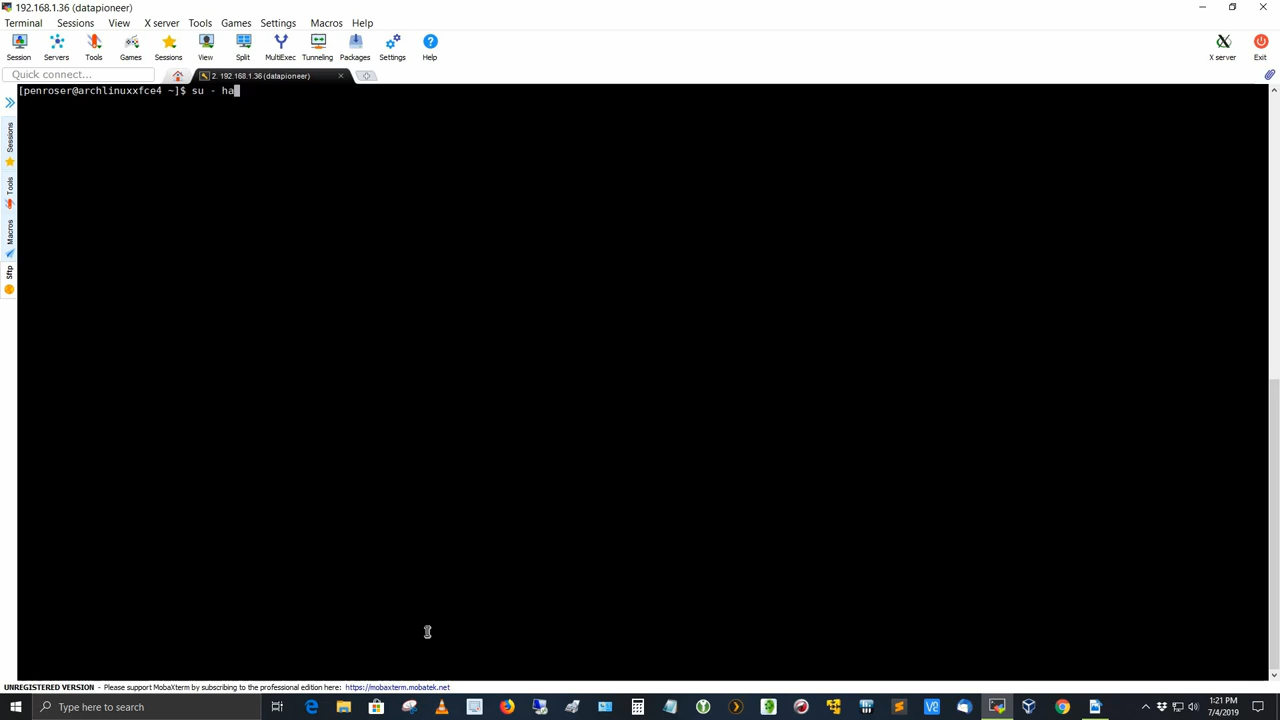 192.168.1.36 (datapioneer)
Terminal Sessions View X server Tools Games Settings Macros Help
Session Servers Tools Games Sessions View Split MultiExec Tunneling Packages Settings Help X server Exit
Quick connect...
2. 192.168.1.36 (datapioneer)
[penroser@archlinuxxfce4 ~]$ su - ha
Sessions
Tools
Macros
Sftp
UNREGISTERED VERSION - Please support MobaXterm by subscribing to the professional edition here: https://mobaxterm.mobatek.net
Type here to search
1:21 PM
7/4/2019